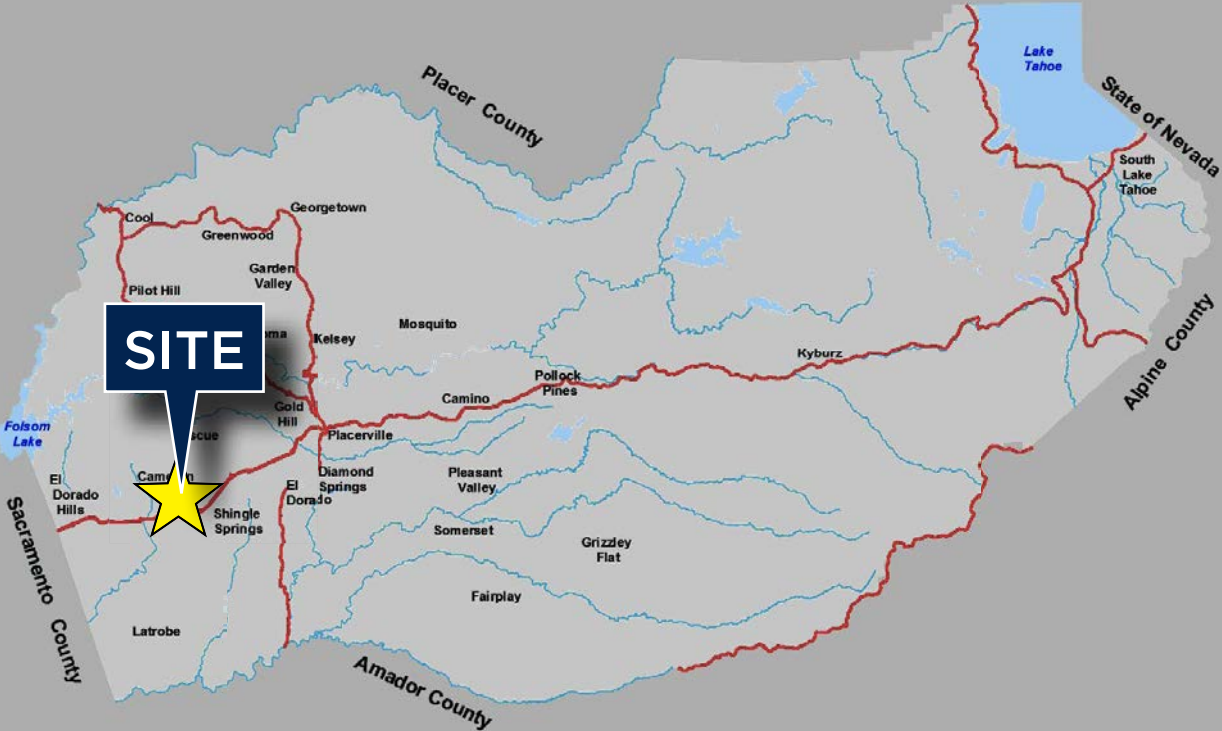 Lake
Tahoe
Placer County
State of Nevada
South
Lake
Tahoe
Cool
Georgetown
Greenwood
Garden
Valley
Pilot Hill
SITE
Kelsey
Mosquito
Kyburz
Pollock
Pines
Camino
Gold
Hill
Placerville
Alpine County
Folsom
Lake
El
Dorado
Hills
Diamond
Springs
El
Dorado
Pleasant
Valley
Shingle
Springs
Somerset
Grizzley
Flat
Fairplay
Latrobe
Sacramento County
Amador County